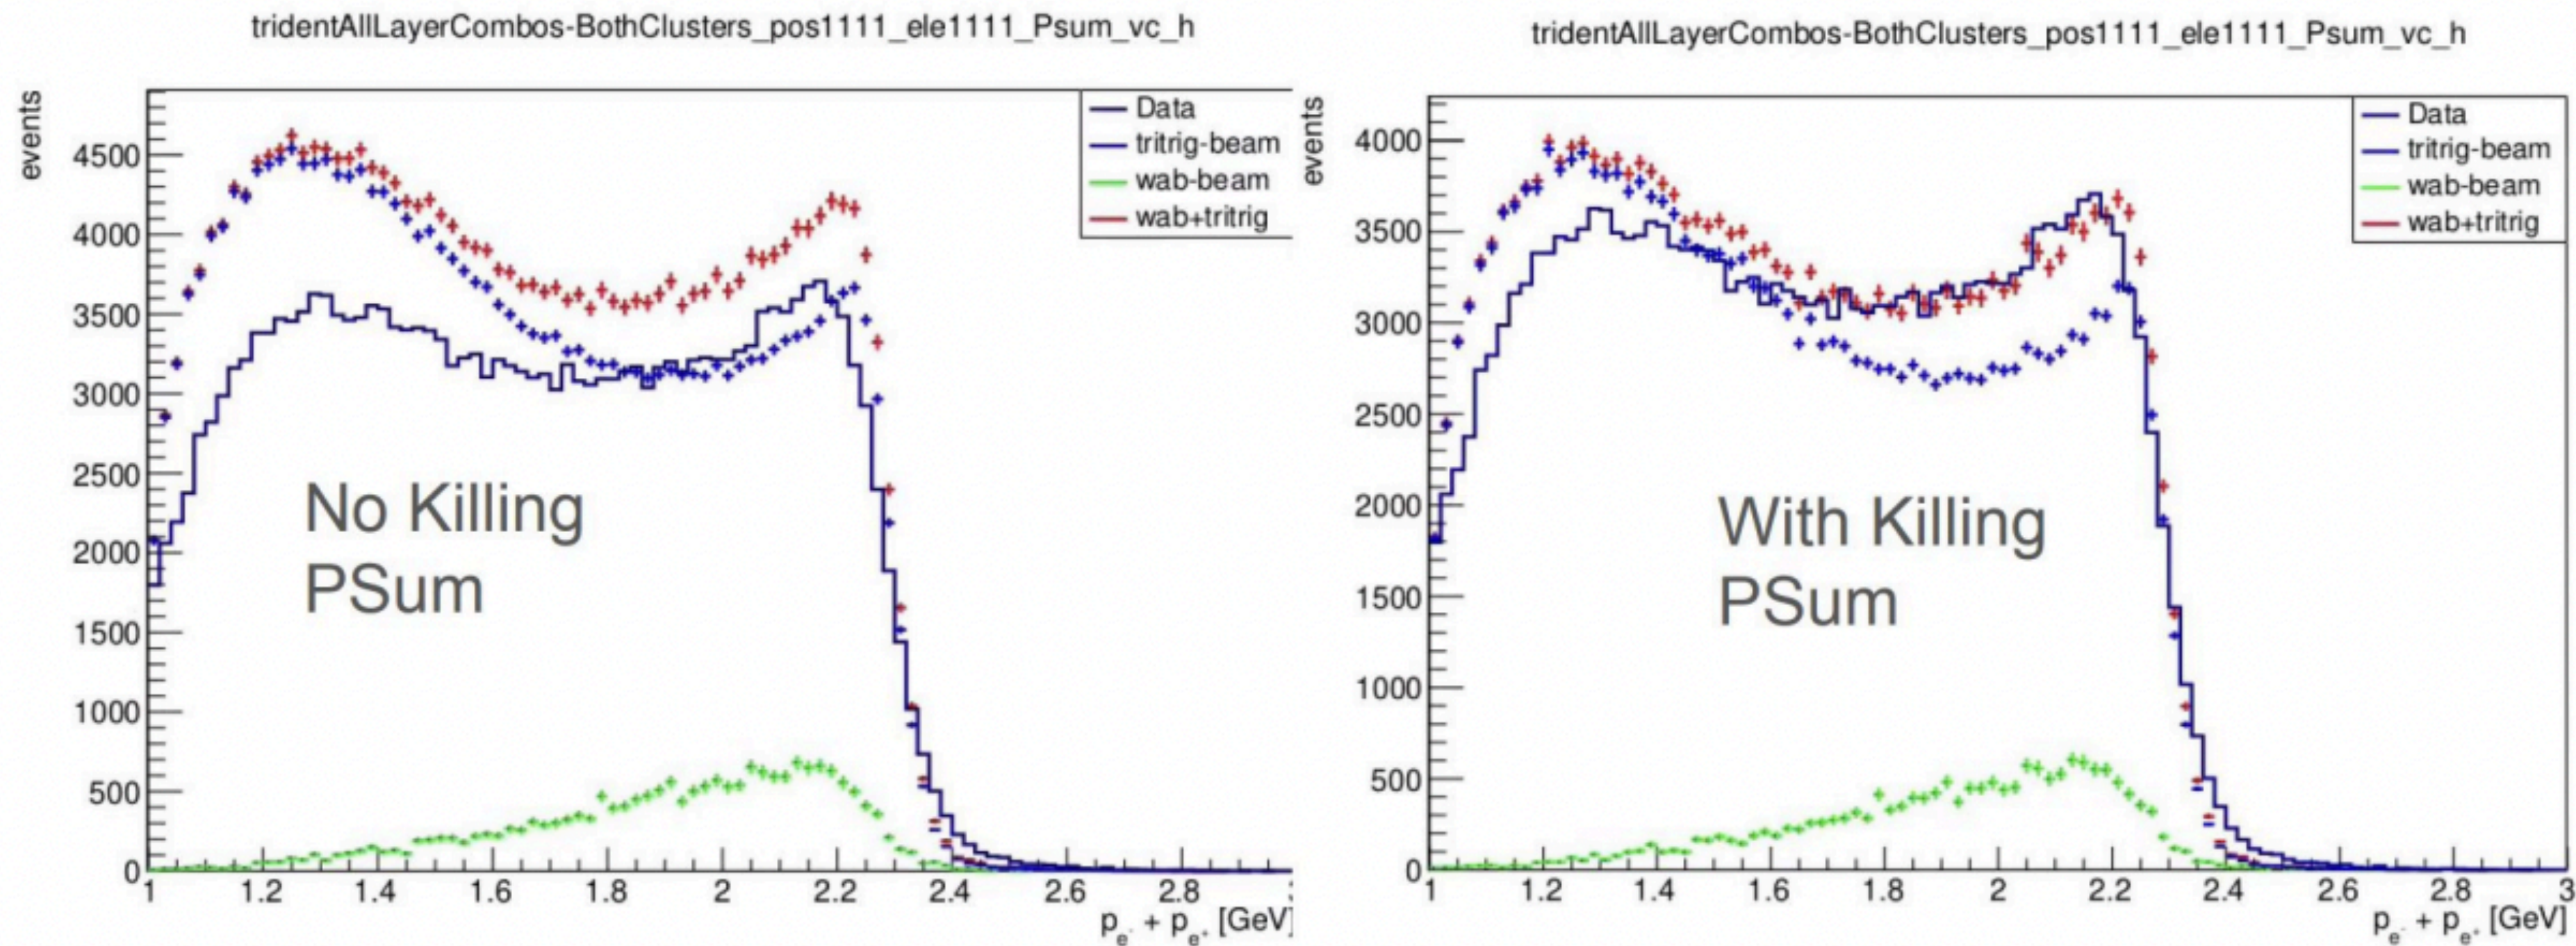 tridentAllLayerCombos-BothClusters_pos1111_ele1111_Psum_vc_h
events
Data
tritrig-beam
wab-beam
wab+tritrig
4500
4000
3500
3000
2500
2000
1500
1000
500
0
No Killing
PSum
1 1.2 1.4 1.6 1.8 2 2.2 2.4 2.6 2.8
p_e⁻ + p_e⁺ [GeV]
tridentAllLayerCombos-BothClusters_pos1111_ele1111_Psum_vc_h
events
Data
tritrig-beam
wab-beam
wab+tritrig
4000
3500
3000
2500
2000
1500
1000
500
0
With Killing
PSum
1 1.2 1.4 1.6 1.8 2 2.2 2.4 2.6 2.8 3
p_e⁻ + p_e⁺ [GeV]